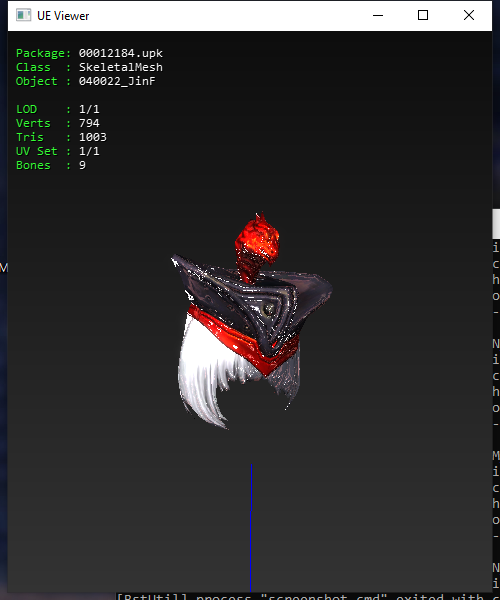 UE Viewer
Package: 00012184.upk
Class  : SkeletalMesh
Object : 040022_JinF
LOD    : 1/1
Verts  : 794
Tris   : 1003
UV Set : 1/1
Bones  : 9
M
i
c
h
o
-
N
i
c
h
o
-
M
i
c
h
o
-
N
i
[BstUtil] process "screenshot.cmd" exited with c